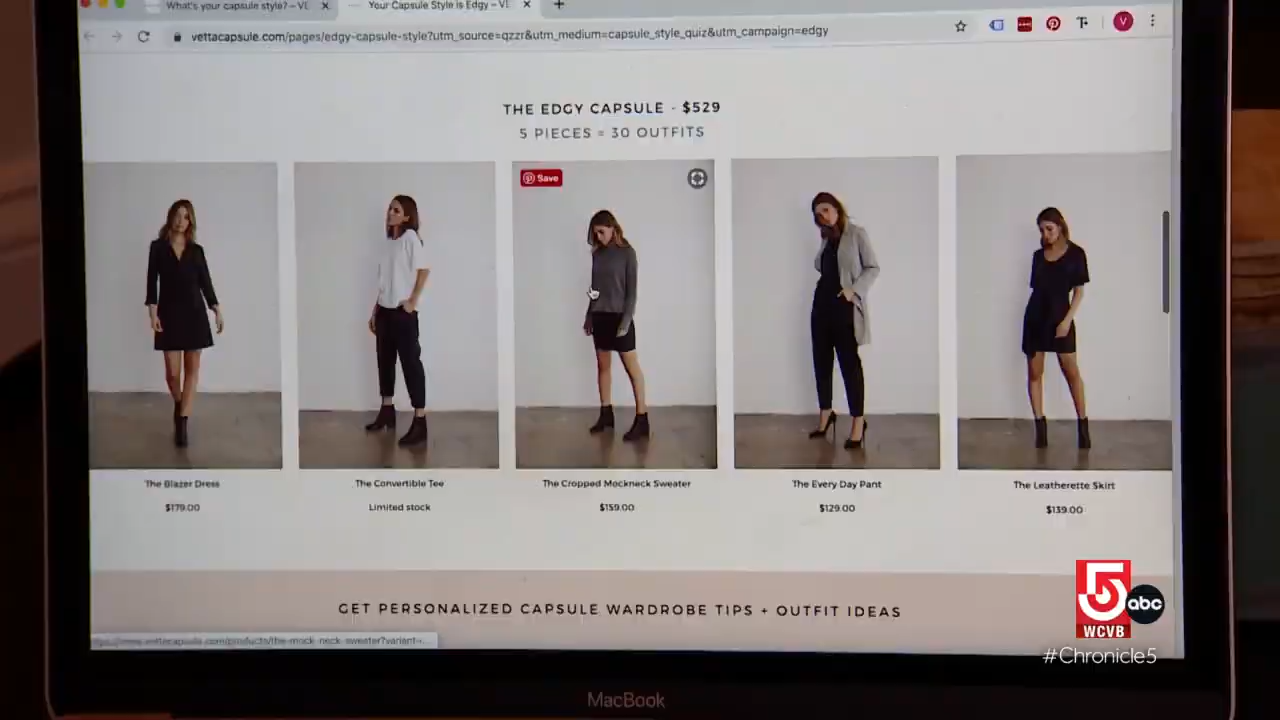 What's your capsule style? – VE
Your Capsule Style is Edgy – VE
vettacapsule.com/pages/edgy-capsule-style?utm_source=qzzr&utm_medium=capsule_style_quiz&utm_campaign=edgy
V
THE EDGY CAPSULE - $529
5 PIECES = 30 OUTFITS
Save
The Blazer Dress
$179.00
The Convertible Tee
Limited stock
The Cropped Mockneck Sweater
$159.00
The Every Day Pant
$129.00
The Leatherette Skirt
$139.00
GET PERSONALIZED CAPSULE WARDROBE TIPS + OUTFIT IDEAS
5
abc
WCVB
#Chronicle5
MacBook